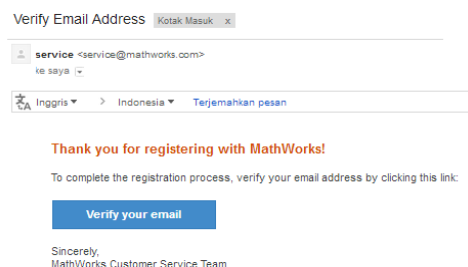 Verify Email Address Kotak Masuk x
service <service@mathworks.com>
ke saya
Inggris > Indonesia Terjemahkan pesan
Thank you for registering with MathWorks!
To complete the registration process, verify your email address by clicking this link:
Verify your email
Sincerely,
MathWorks Customer Service Team